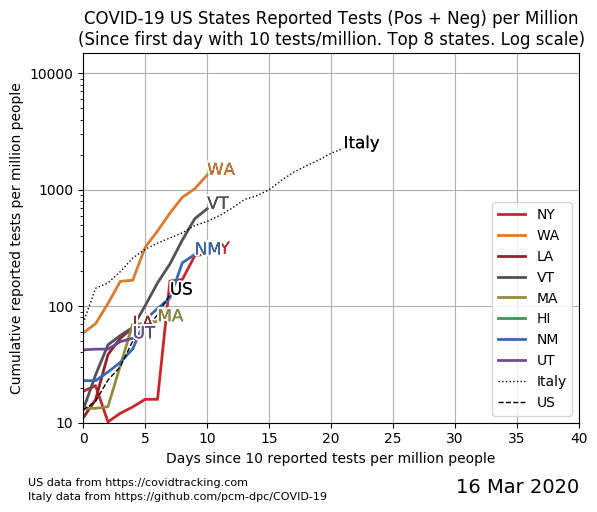 COVID-19 US States Reported Tests (Pos + Neg) per Million
(Since first day with 10 tests/million. Top 8 states. Log scale)
Cumulative reported tests per million people
10000
1000
100
10
Italy
WA
VT
NY
NM
US
MA
LA
UT
NY
WA
LA
VT
MA
HI
NM
UT
Italy
US
0 5 10 15 20 25 30 35 40
Days since 10 reported tests per million people
US data from https://covidtracking.com
Italy data from https://github.com/pcm-dpc/COVID-19
16 Mar 2020